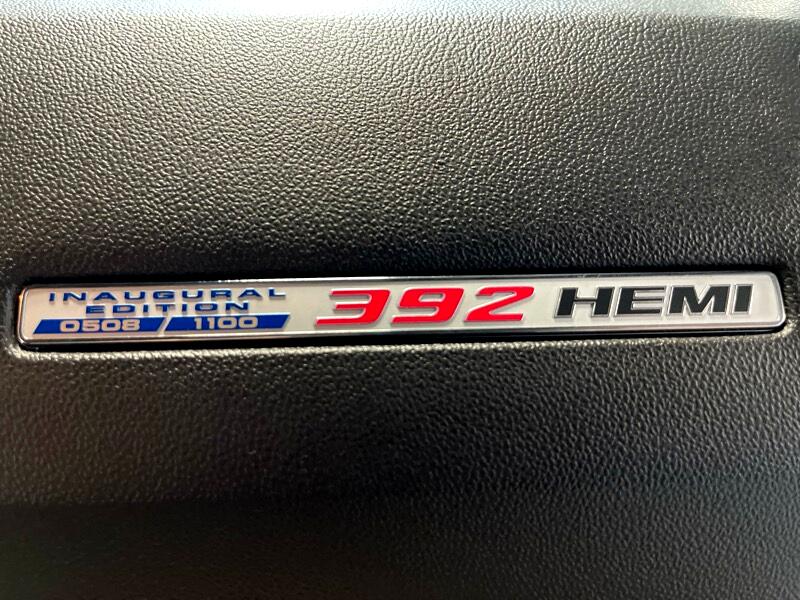 INAUGURAL
EDITION
0508 / 1100
392 HEMI